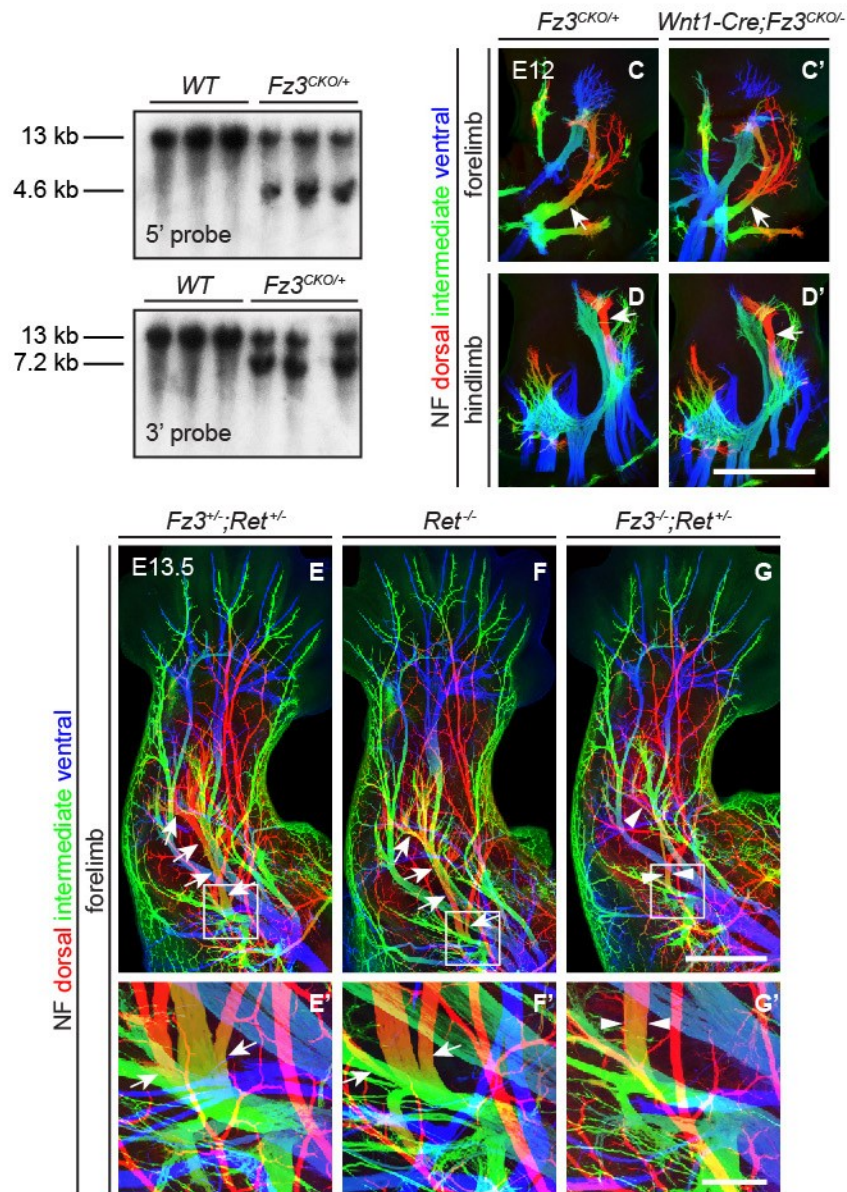 WT Fz3CKO/+
13 kb
4.6 kb
5' probe
WT Fz3CKO/+
13 kb
7.2 kb
3' probe
Fz3CKO/+ Wnt1-Cre;Fz3CKO/-
NF dorsal intermediate ventral
forelimb
E12 C C'
hindlimb
D D'
Fz3+/-;Ret+/- Ret-/- Fz3-/-;Ret+/-
NF dorsal intermediate ventral
forelimb
E13.5 E F G
E' F' G'